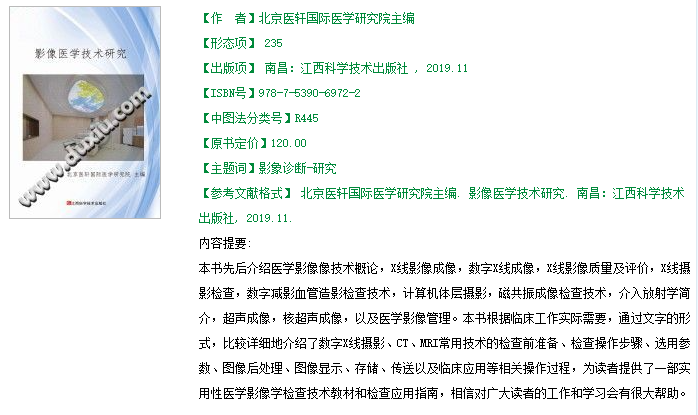 影像医学技术研究
www.duxiu.com
北京医轩国际医学研究院 主编
江西科学技术出版社
【作　者】北京医轩国际医学研究院主编
【形态项】 235
【出版项】 南昌：江西科学技术出版社 , 2019.11
【ISBN号】978-7-5390-6972-2
【中图法分类号】R445
【原书定价】120.00
【主题词】影象诊断-研究
【参考文献格式】 北京医轩国际医学研究院主编. 影像医学技术研究. 南昌：江西科学技术
出版社, 2019.11.
内容提要:
本书先后介绍医学影像像技术概论，X线影像成像，数字X线成像，X线影像质量及评价，X线摄
影检查，数字减影血管造影检查技术，计算机体层摄影，磁共振成像检查技术，介入放射学简
介，超声成像，核超声成像，以及医学影像管理。本书根据临床工作实际需要，通过文字的形
式，比较详细地介绍了数字X线摄影、CT、MRI常用技术的检查前准备、检查操作步骤、选用参
数、图像后处理、图像显示、存储、传送以及临床应用等相关操作过程，为读者提供了一部实
用性医学影像学检查技术教材和检查应用指南，相信对广大读者的工作和学习会有很大帮助。